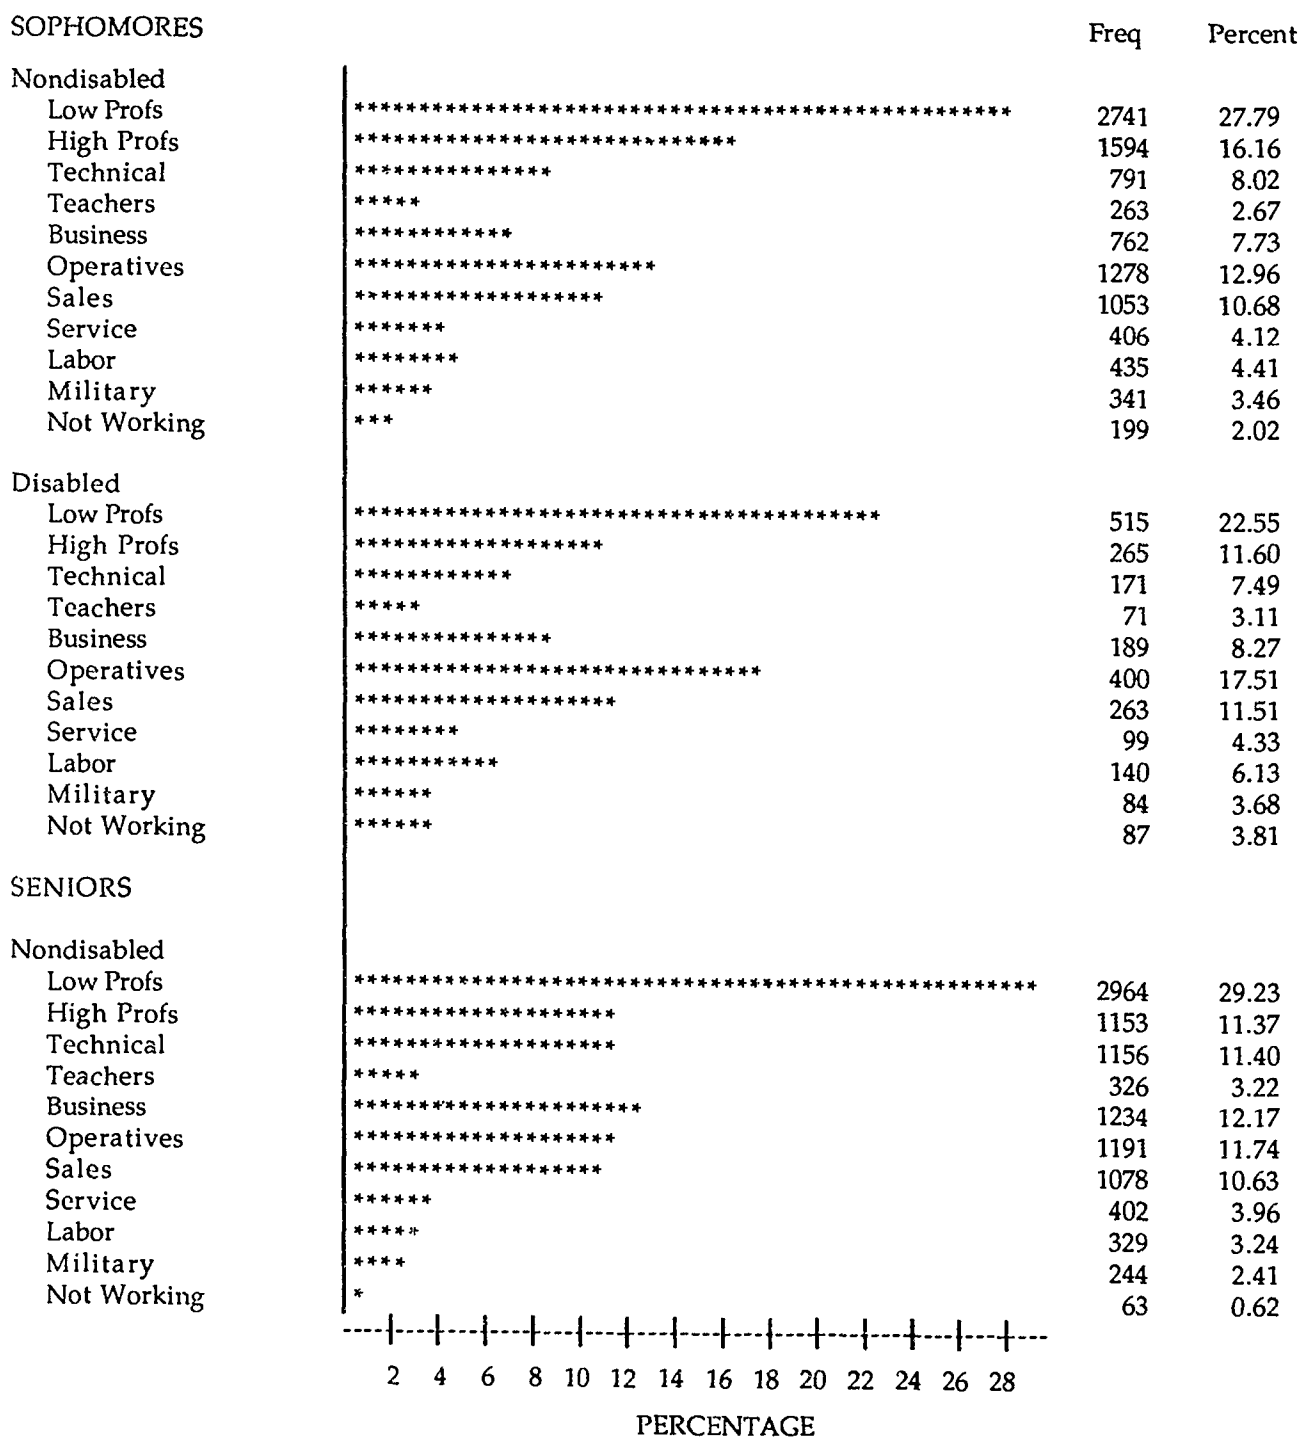 SOPHOMORES Freq Percent
Nondisabled
Low Profs 2741 27.79
High Profs 1594 16.16
Technical 791 8.02
Teachers 263 2.67
Business 762 7.73
Operatives 1278 12.96
Sales 1053 10.68
Service 406 4.12
Labor 435 4.41
Military 341 3.46
Not Working 199 2.02
Disabled
Low Profs 515 22.55
High Profs 265 11.60
Technical 171 7.49
Teachers 71 3.11
Business 189 8.27
Operatives 400 17.51
Sales 263 11.51
Service 99 4.33
Labor 140 6.13
Military 84 3.68
Not Working 87 3.81
SENIORS
Nondisabled
Low Profs 2964 29.23
High Profs 1153 11.37
Technical 1156 11.40
Teachers 326 3.22
Business 1234 12.17
Operatives 1191 11.74
Sales 1078 10.63
Service 402 3.96
Labor 329 3.24
Military 244 2.41
Not Working 63 0.62
2 4 6 8 10 12 14 16 18 20 22 24 26 28
PERCENTAGE